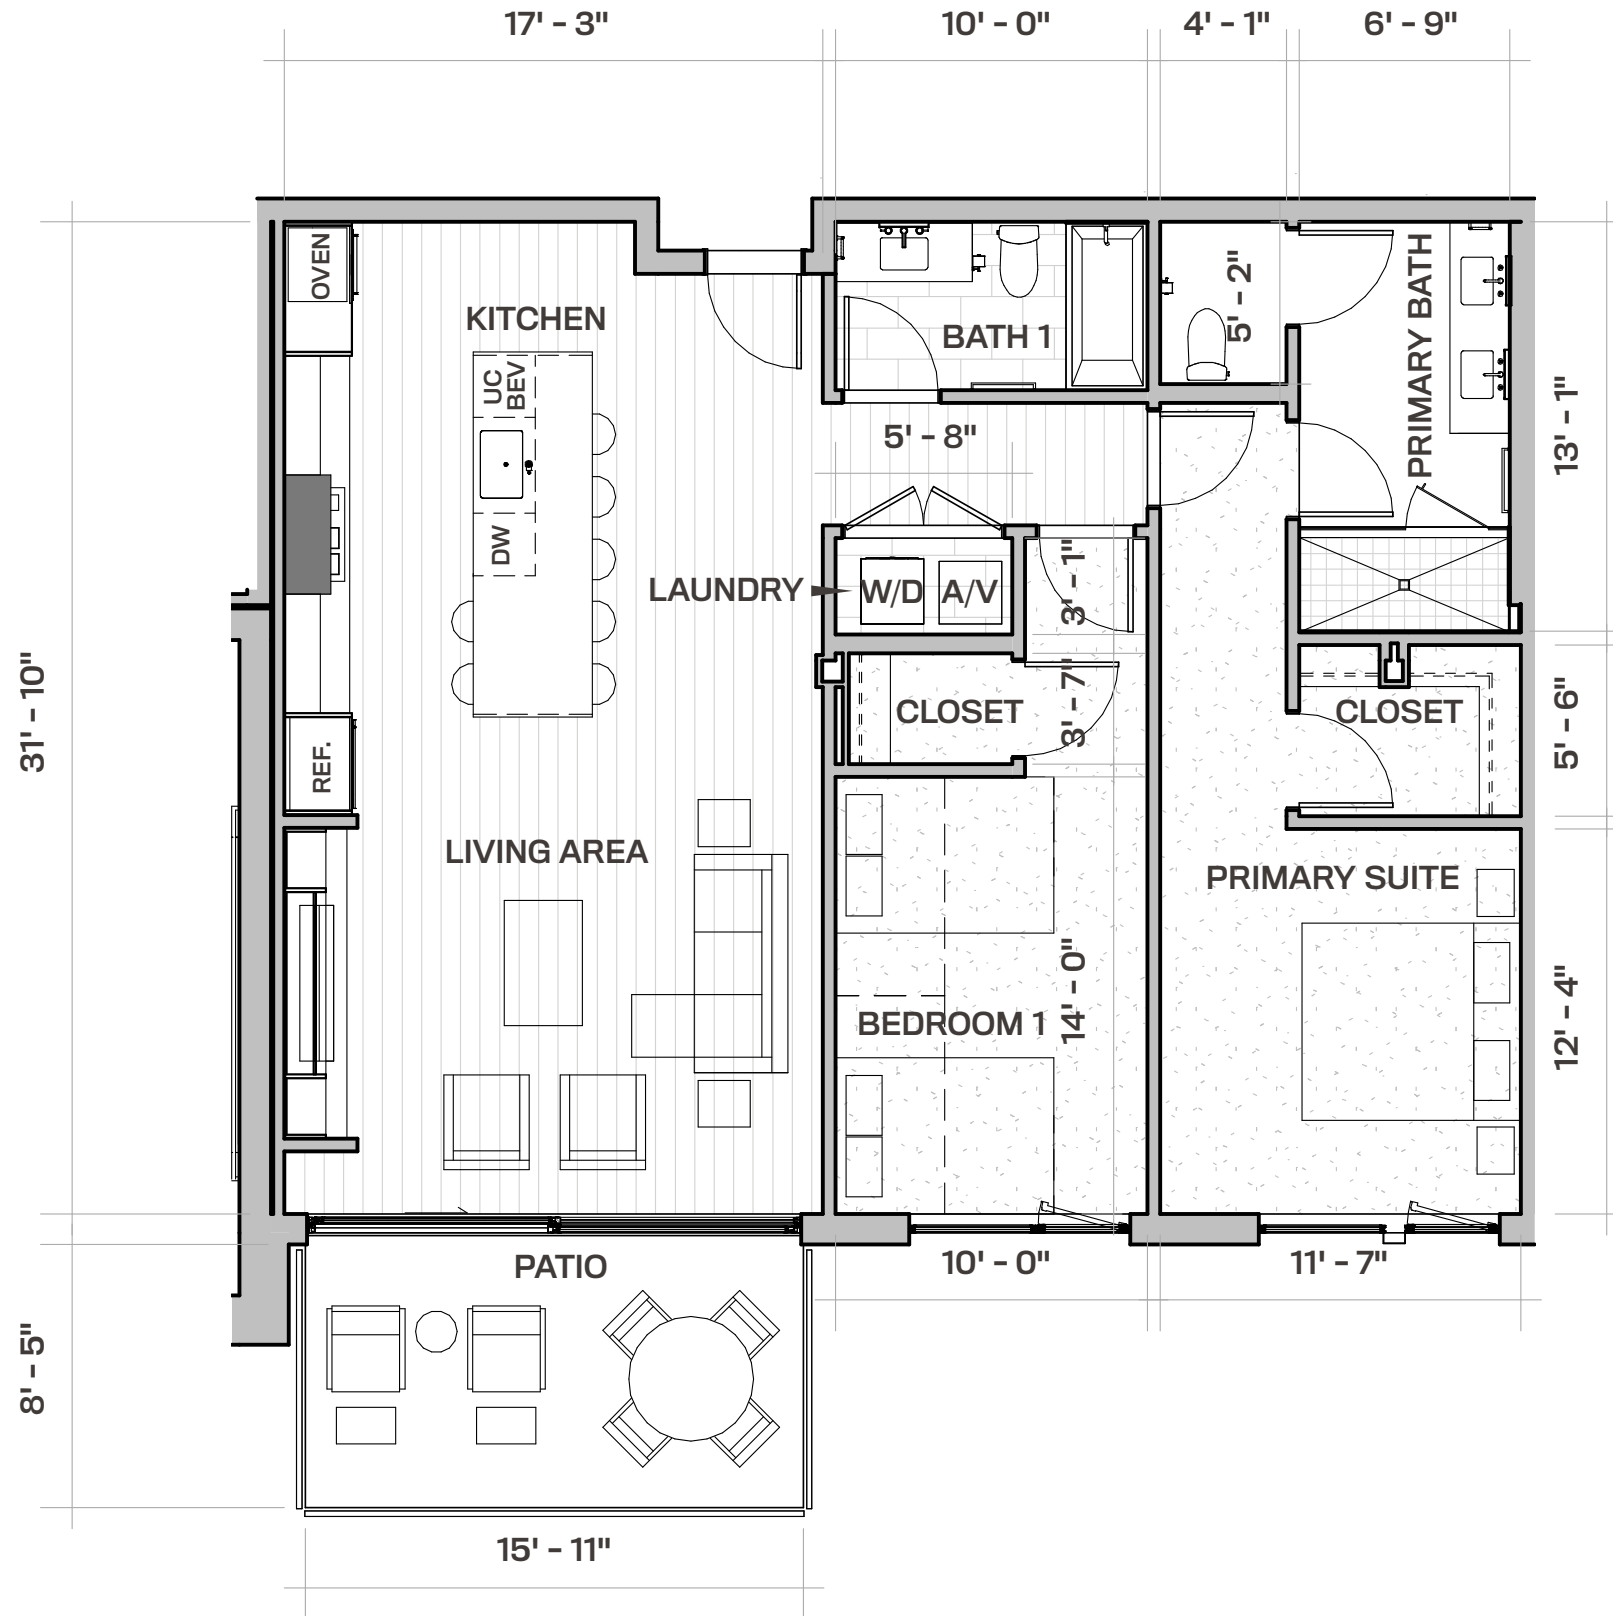 17' - 3"
10' - 0"
4' - 1"
6' - 9"
OVEN
KITCHEN
UC
BEV
DW
BATH 1
5' - 2"
PRIMARY BATH
13' - 1"
5' - 8"
LAUNDRY
W/D
A/V
3' - 1"
31' - 10"
REF.
CLOSET
3' - 7"
CLOSET
5' - 6"
LIVING AREA
PRIMARY SUITE
BEDROOM 1
14' - 0"
12' - 4"
PATIO
10' - 0"
11' - 7"
8' - 5"
15' - 11"